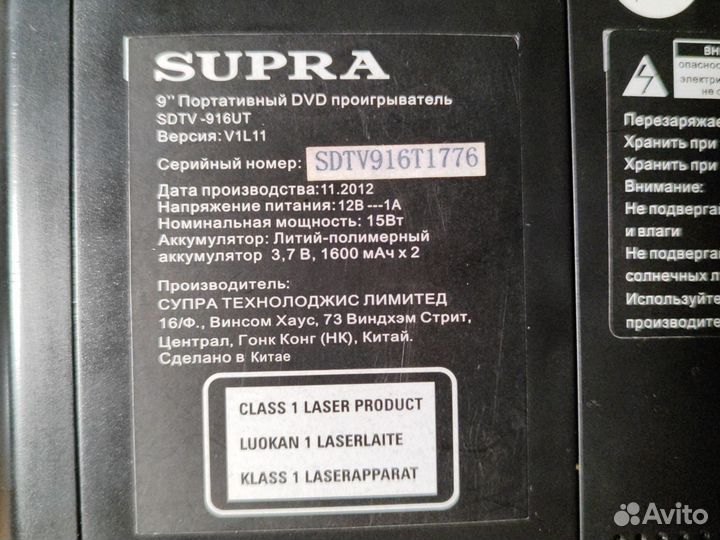 SUPRA
9'' Портативный DVD проигрыватель
SDTV -916UT
Версия: V1L11
Серийный номер: SDTV916T1776
Дата производства:11.2012
Напряжение питания:12В ---1А
Номинальная мощность: 15Вт
Аккумулятор: Литий-полимерный
аккумулятор 3,7 В, 1600 мАч x 2
Производитель:
СУПРА ТЕХНОЛОДЖИС ЛИМИТЕД
16/Ф., Винсом Хаус, 73 Виндхэм Стрит,
Централ, Гонк Конг (НК), Китай.
Сделано в Китае
CLASS 1 LASER PRODUCT
LUOKAN 1 LASERLAITE
KLASS 1 LASERAPPARAT
не
Перезаряжае
Хранить при
Хранить при
Внимание:
Не подверга
и влаги
Не подверга
солнечных л
Используйте
производите
Avito